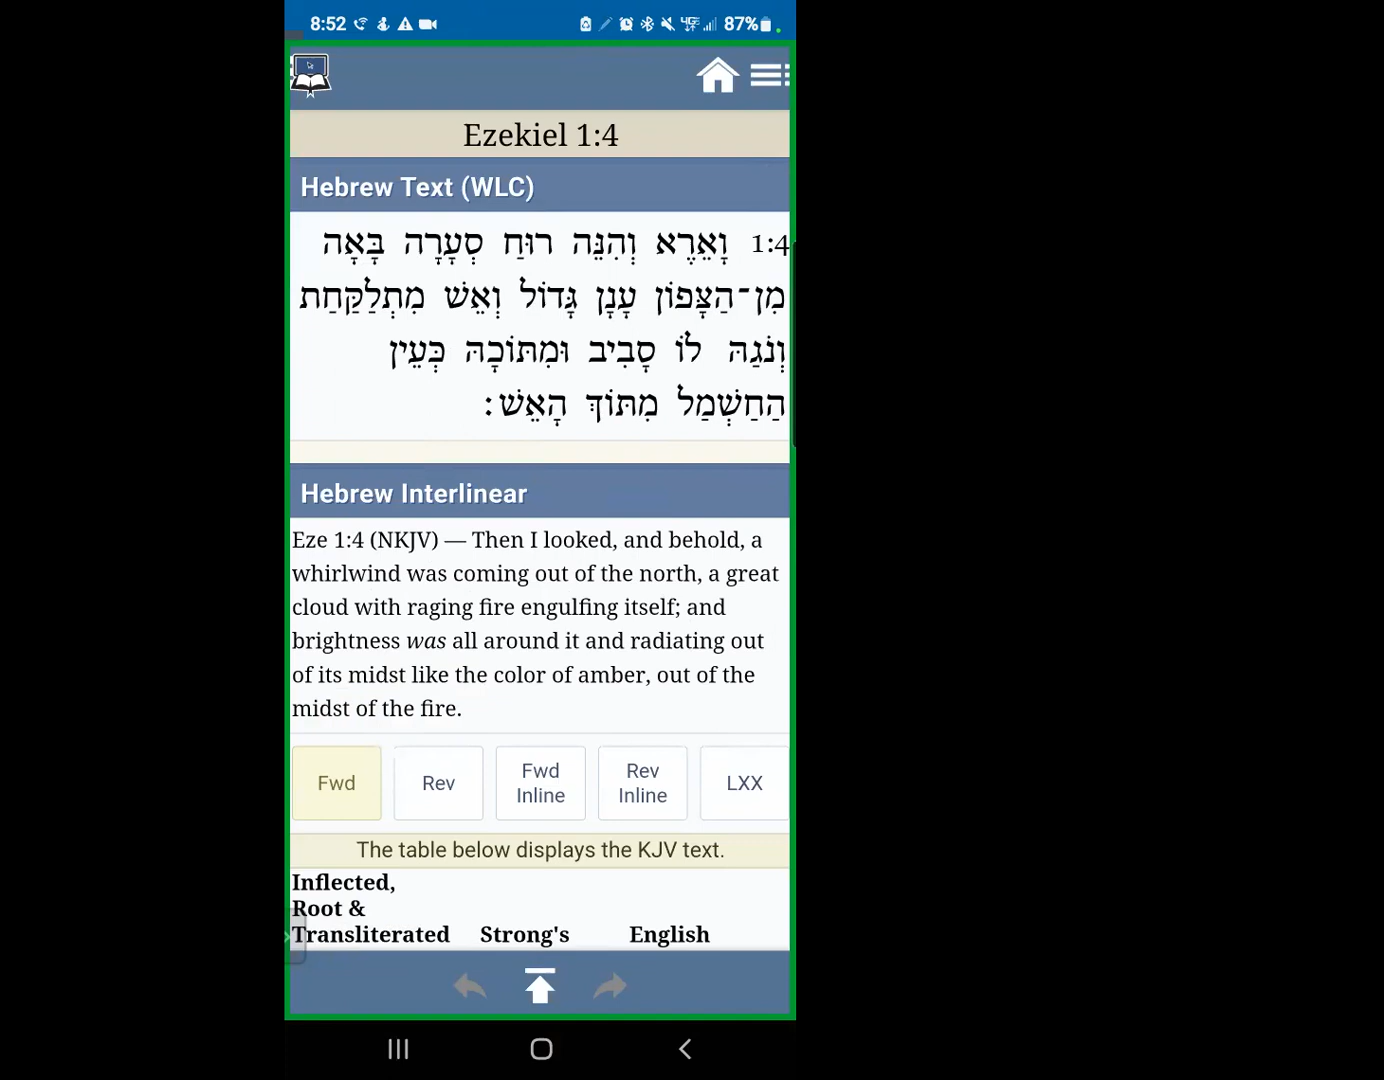 8:52 87%
Ezekiel 1:4
Hebrew Text (WLC)
1:4 וָאֵרֶא וְהִנֵּה רוּחַ סְעָרָה בָּאָה
מִן־הַצָּפוֹן עָנָן גָּדוֹל וְאֵשׁ מִתְלַקַּחַת
וְנֹגַהּ לוֹ סָבִיב וּמִתּוֹכָהּ כְּעֵין
הַחַשְׁמַל מִתּוֹךְ הָאֵשׁ׃
Hebrew Interlinear
Eze 1:4 (NKJV) — Then I looked, and behold, a
whirlwind was coming out of the north, a great
cloud with raging fire engulfing itself; and
brightness was all around it and radiating out
of its midst like the color of amber, out of the
midst of the fire.
Fwd Rev Fwd Inline Rev Inline LXX
The table below displays the KJV text.
Inflected,
Root &
Transliterated Strong's English